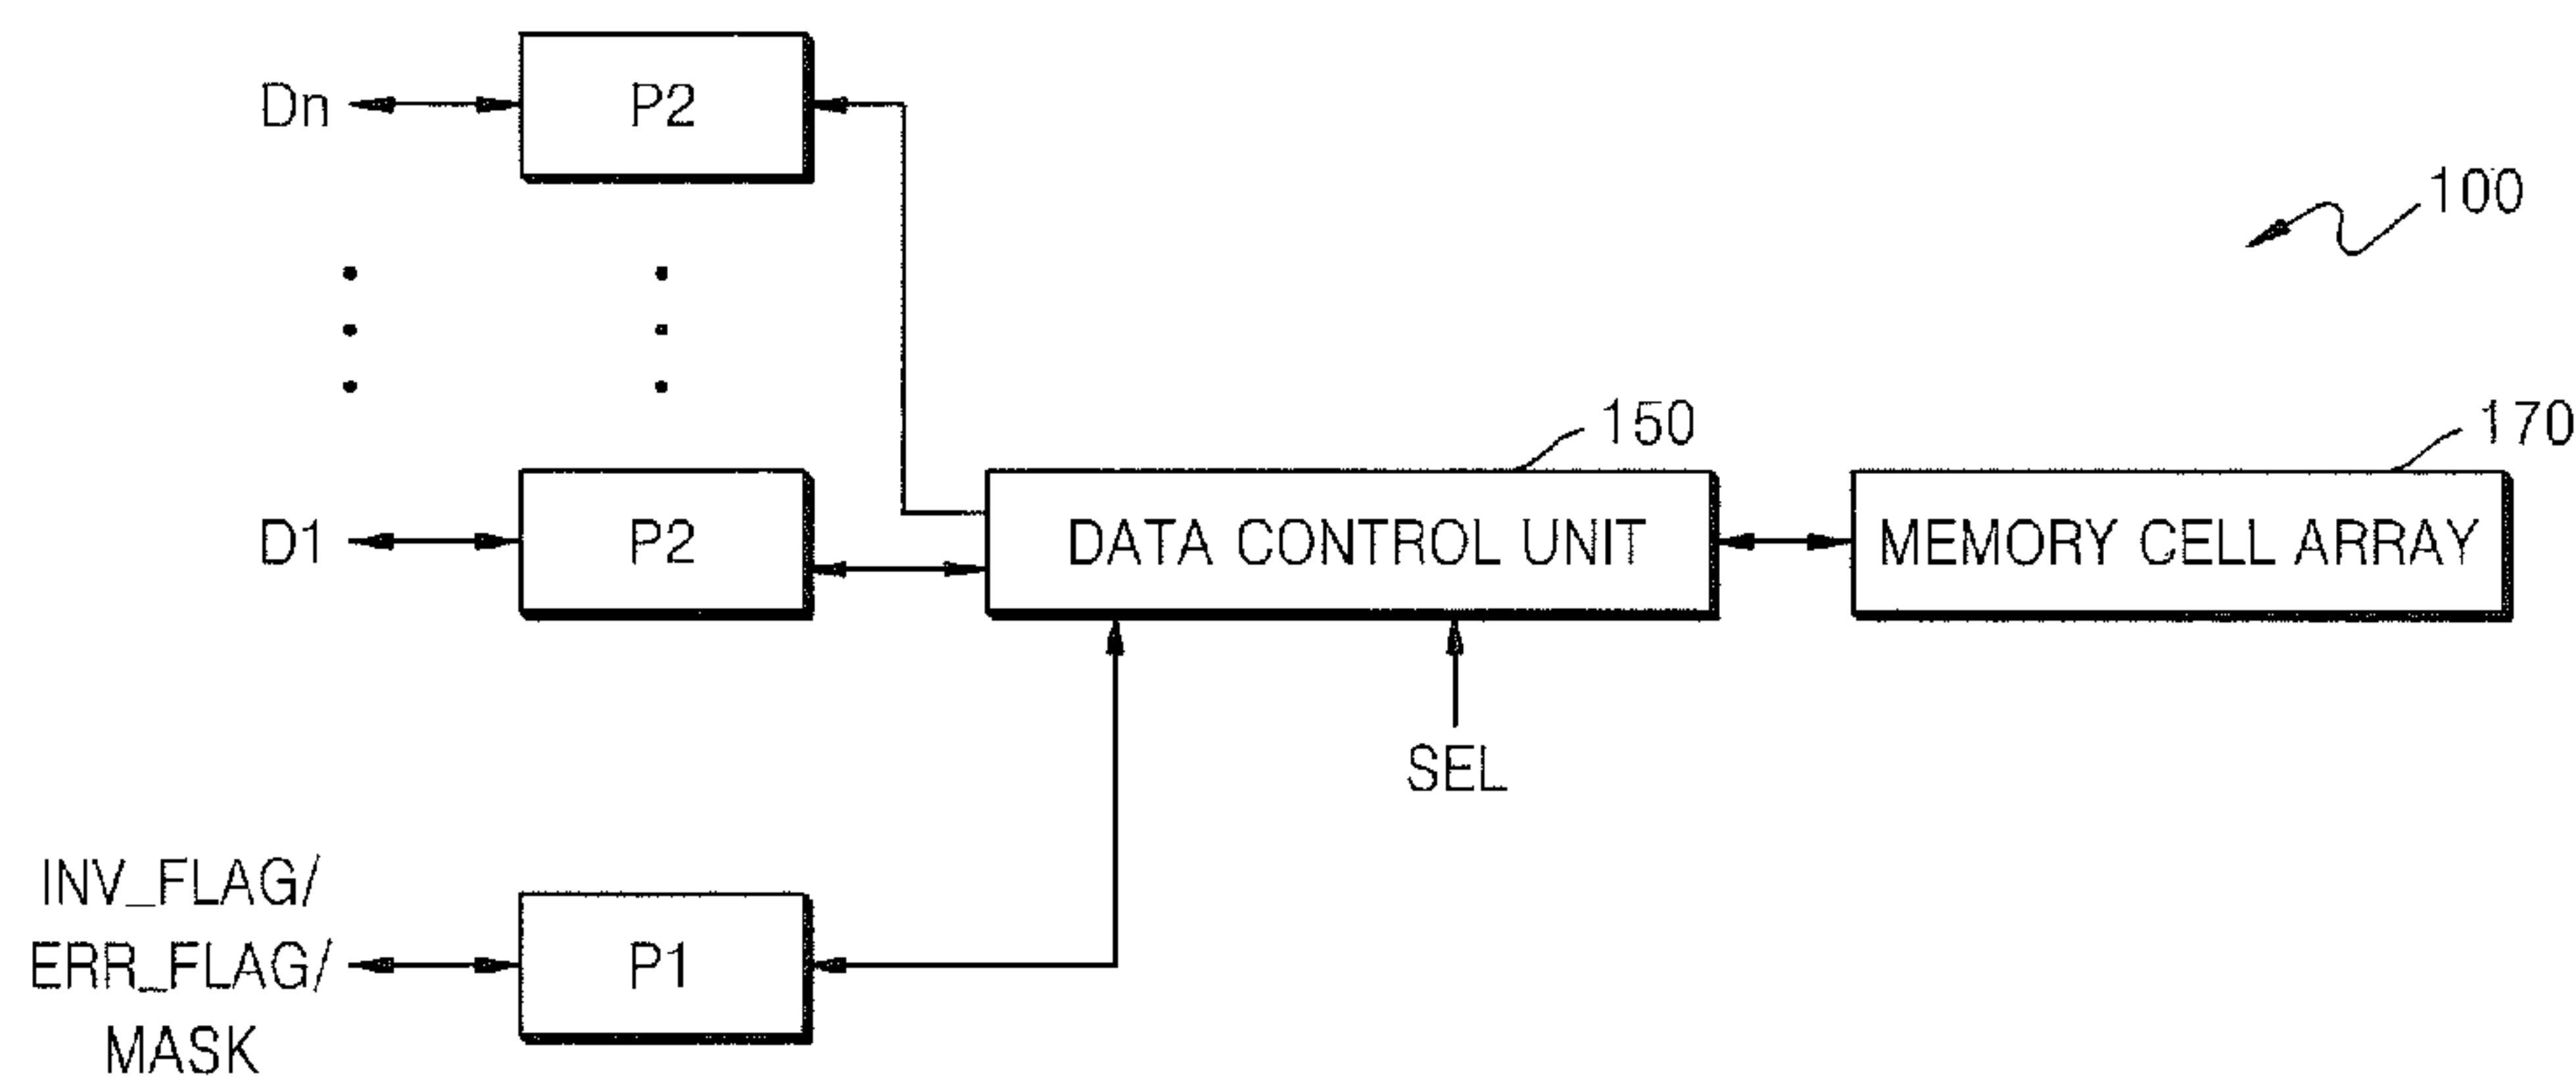 Dn
P2
100
150
170
D1
P2
DATA CONTROL UNIT
MEMORY CELL ARRAY
SEL
INV_FLAG/
ERR_FLAG/
MASK
P1